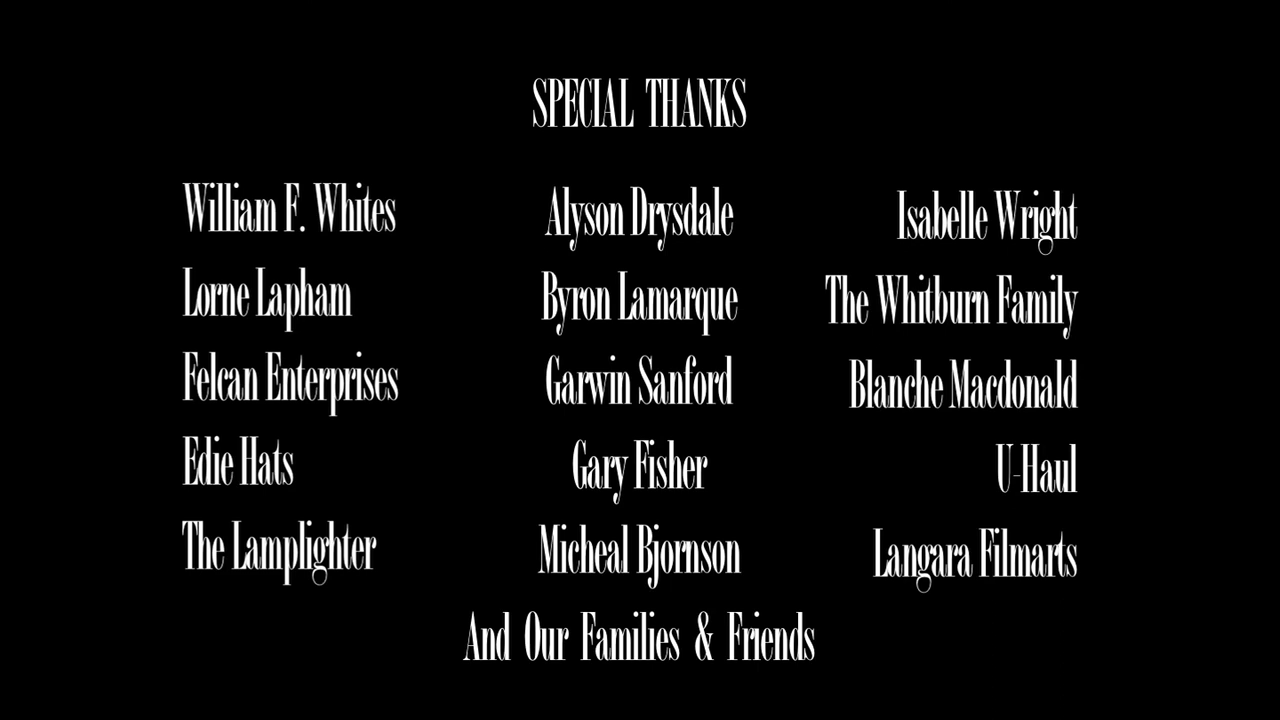 SPECIAL THANKS
William F. Whites
Lorne Lapham
Felcan Enterprises
Edie Hats
The Lamplighter
Alyson Drysdale
Byron Lamarque
Garwin Sanford
Gary Fisher
Micheal Bjornson
Isabelle Wright
The Whitburn Family
Blanche Macdonald
U-Haul
Langara Filmarts
And Our Families & Friends